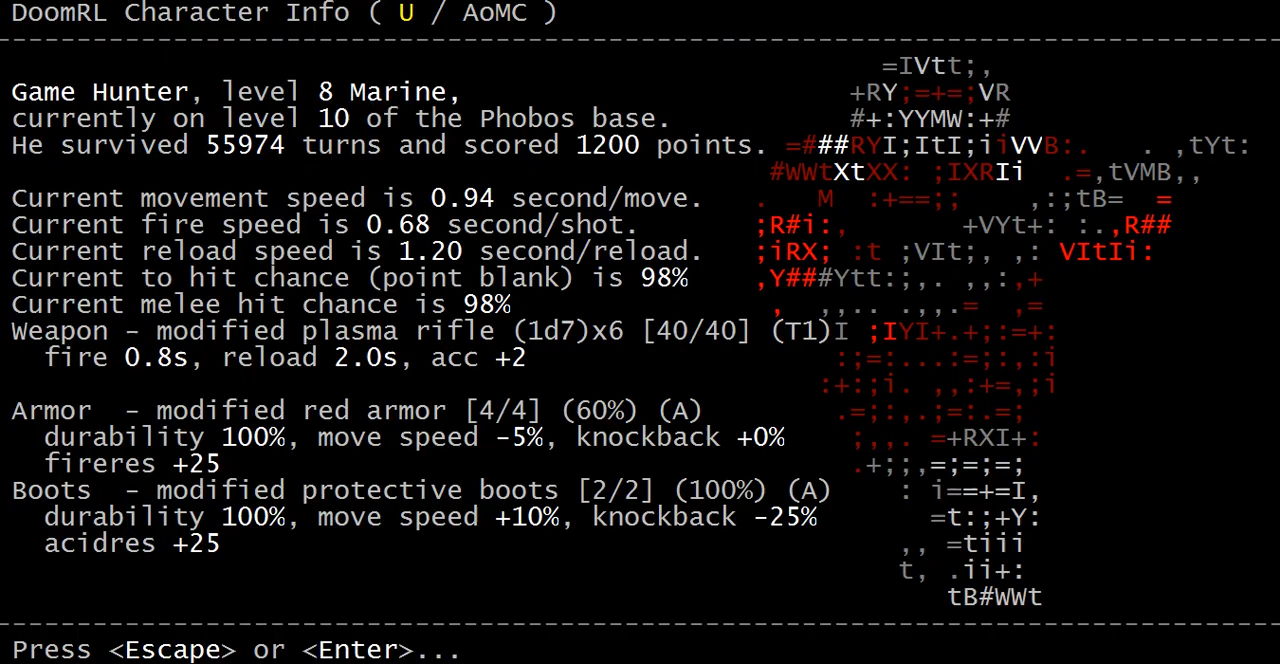 DoomRL Character Info ( U / AoMC )
Game Hunter, level 8 Marine,
currently on level 10 of the Phobos base.
He survived 55974 turns and scored 1200 points.
Current movement speed is 0.94 second/move.
Current fire speed is 0.68 second/shot.
Current reload speed is 1.20 second/reload.
Current to hit chance (point blank) is 98%
Current melee hit chance is 98%
Weapon - modified plasma rifle (1d7)x6 [40/40] (T1)
fire 0.8s, reload 2.0s, acc +2
Armor - modified red armor [4/4] (60%) (A)
durability 100%, move speed -5%, knockback +0%
fireres +25
Boots - modified protective boots [2/2] (100%) (A)
durability 100%, move speed +10%, knockback -25%
acidres +25
Press <Escape> or <Enter>...